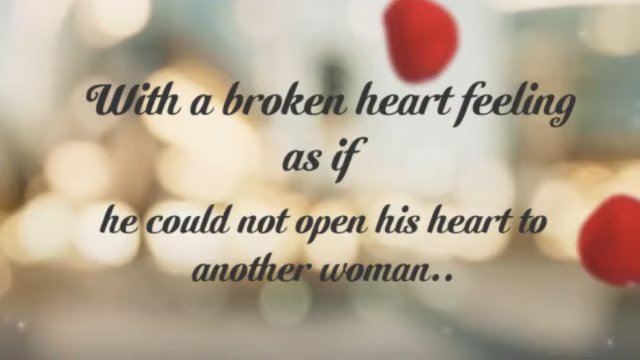 With a broken heart feeling
as if
he could not open his heart to
another woman..